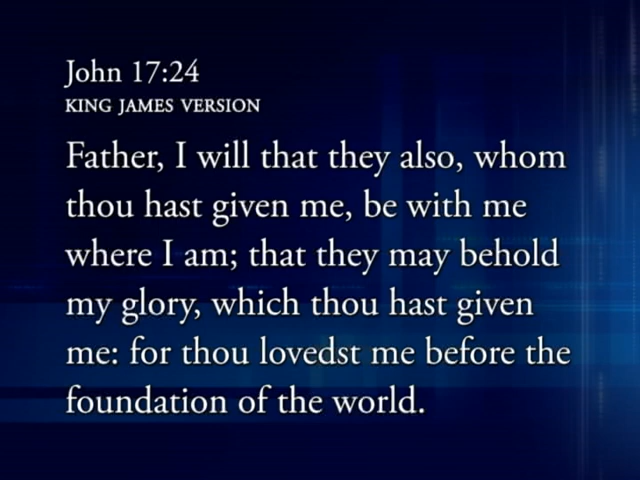 John 17:24
KING JAMES VERSION
Father, I will that they also, whom
thou hast given me, be with me
where I am; that they may behold
my glory, which thou hast given
me: for thou lovedst me before the
foundation of the world.